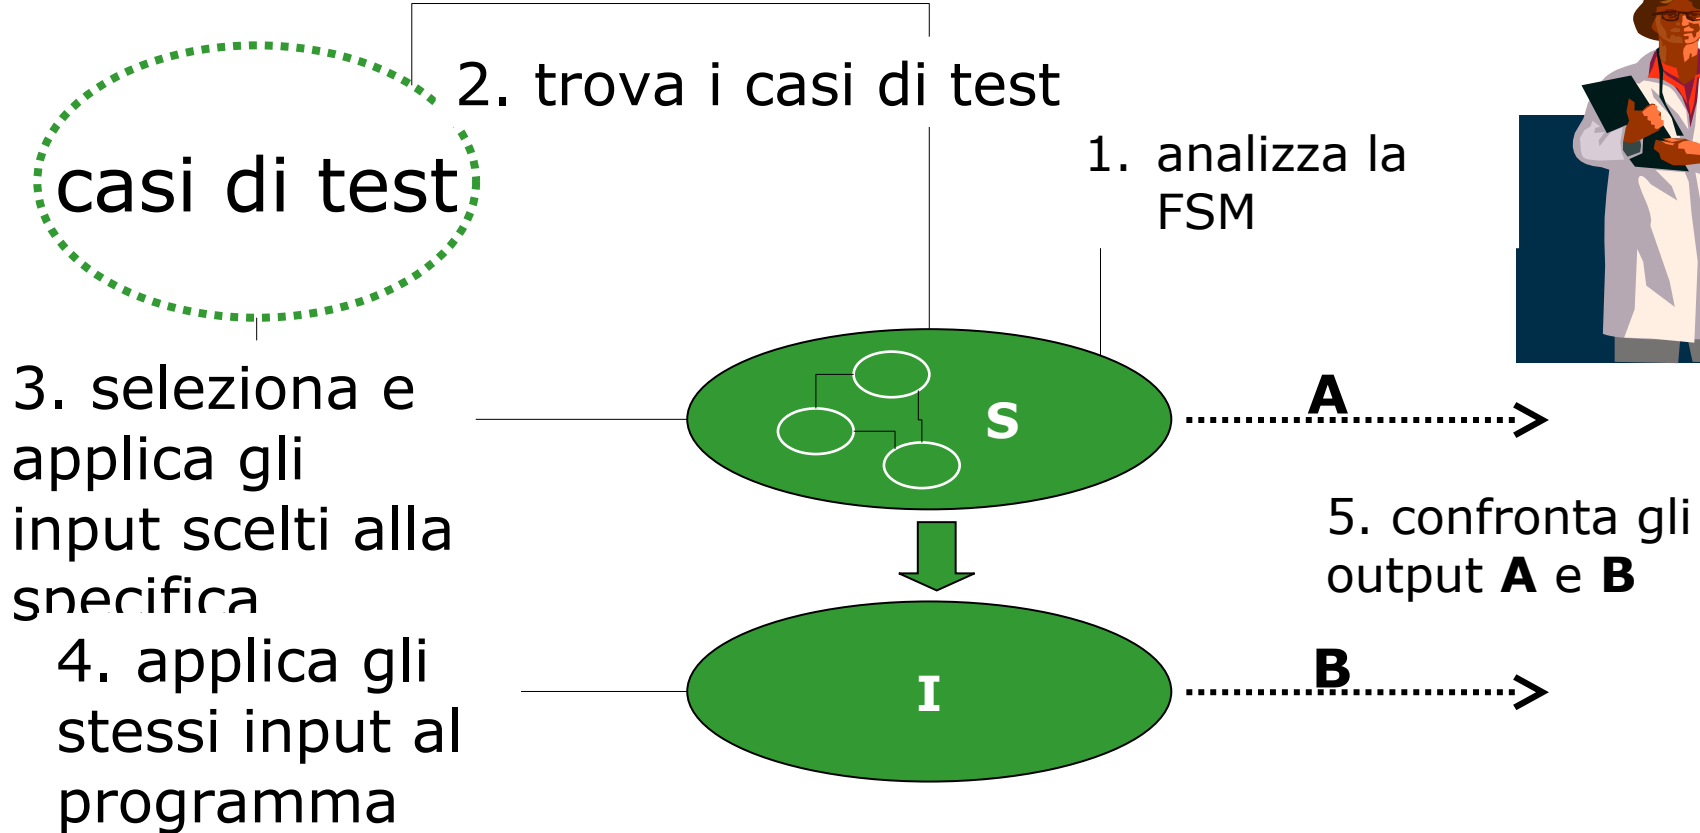 2. trova i casi di test
casi di test
1. analizza la
FSM
3. seleziona e
applica gli
input scelti alla
specifica
S
A
5. confronta gli
output A e B
4. applica gli
stessi input al
programma
I
B